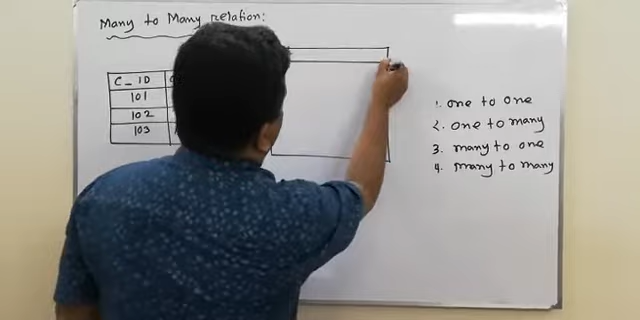 Many to Many Relation:
C_ID
101
102
103
1. one to one
2. one to many
3. many to one
4. many to many